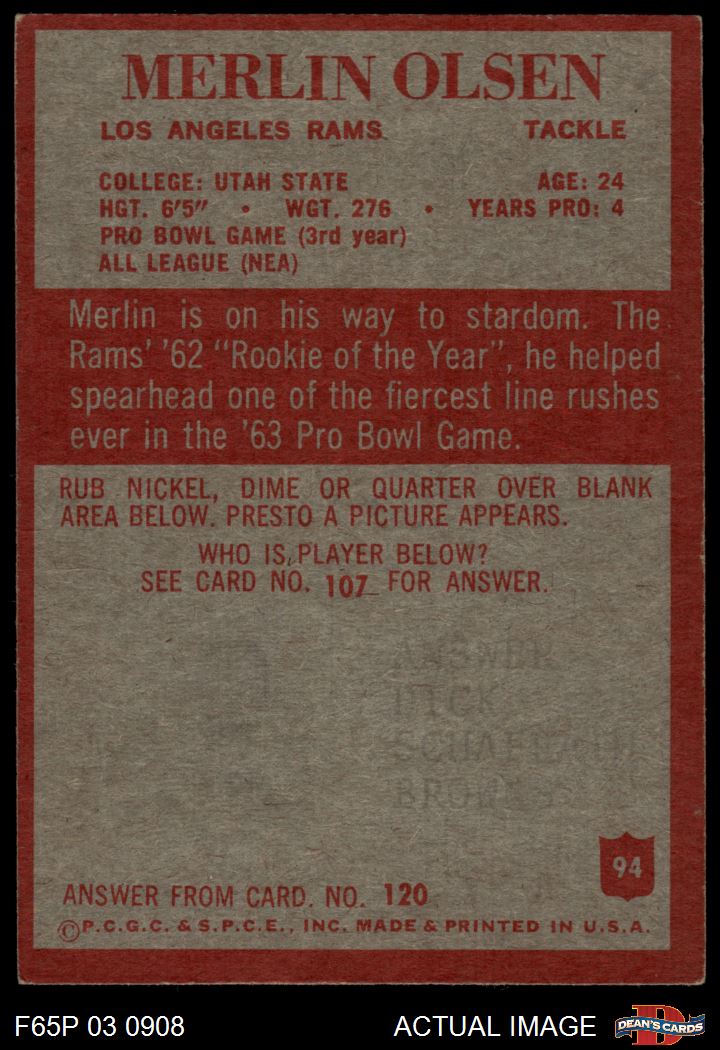 MERLIN OLSEN
LOS ANGELES RAMS TACKLE
COLLEGE: UTAH STATE AGE: 24
HGT. 6'5" • WGT. 276 • YEARS PRO: 4
PRO BOWL GAME (3rd year)
ALL LEAGUE (NEA)
Merlin is on his way to stardom. The
Rams' '62 "Rookie of the Year", he helped
spearhead one of the fiercest line rushes
ever in the '63 Pro Bowl Game.
RUB NICKEL, DIME OR QUARTER OVER BLANK
AREA BELOW. PRESTO A PICTURE APPEARS.
WHO IS PLAYER BELOW?
SEE CARD NO. 107 FOR ANSWER.
ANSWER
DICK
BROWNS
94
ANSWER FROM CARD. NO. 120
©P.C.G.C. & S.P.C.E., INC. MADE & PRINTED IN U.S.A.
F65P 03 0908 ACTUAL IMAGE
D
DEAN'S CARDS